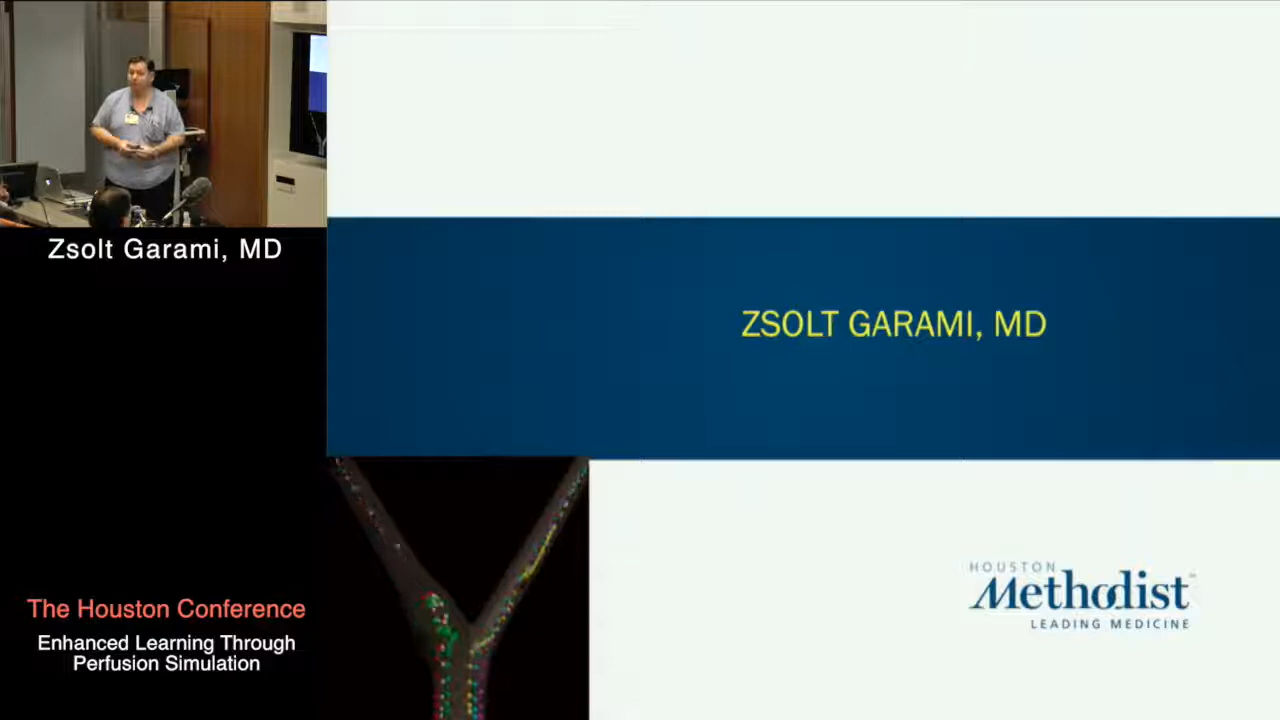 Zsolt Garami, MD
ZSOLT GARAMI, MD
The Houston Conference
Enhanced Learning Through
Perfusion Simulation
HOUSTON
Methodist
LEADING MEDICINE